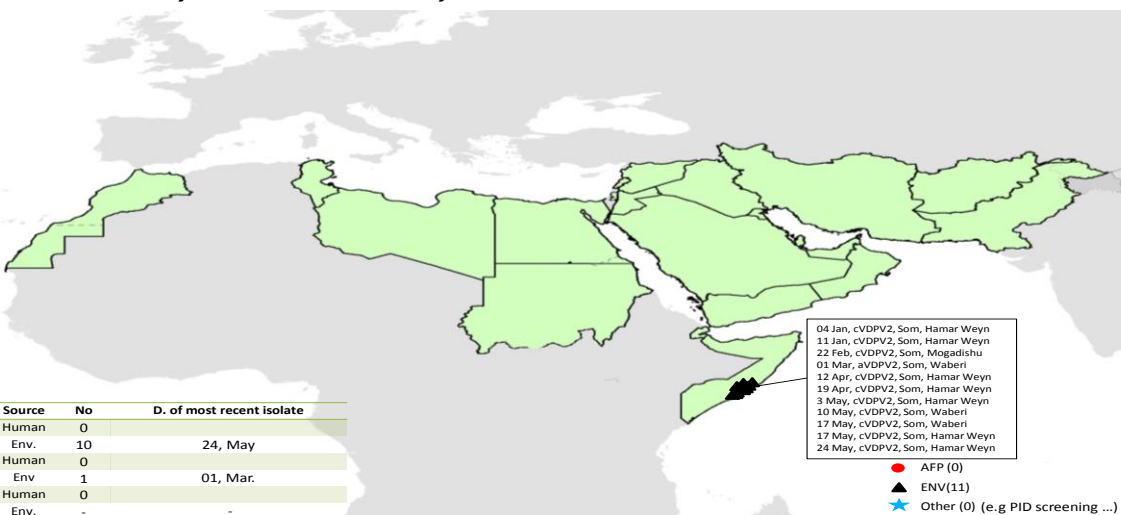 04 Jan, cVDPV2, Som, Hamar Weyn
11 Jan, cVDPV2, Som, Hamar Weyn
22 Feb, cVDPV2, Som, Mogadishu
01 Mar, aVDPV2, Som, Waberi
12 Apr, cVDPV2, Som, Hamar Weyn
19 Apr, cVDPV2, Som, Hamar Weyn
3 May, cVDPV2, Som, Hamar Weyn
10 May, cVDPV2, Som, Waberi
17 May, cVDPV2, Som, Waberi
17 May, cVDPV2, Som, Hamar Weyn
24 May, cVDPV2, Som, Hamar Weyn
Source No D. of most recent isolate
Human 0
Env. 10 24, May
Human 0
Env 1 01, Mar.
Human 0
Env. - -
AFP (0)
ENV(11)
Other (0) (e.g PID screening ...)